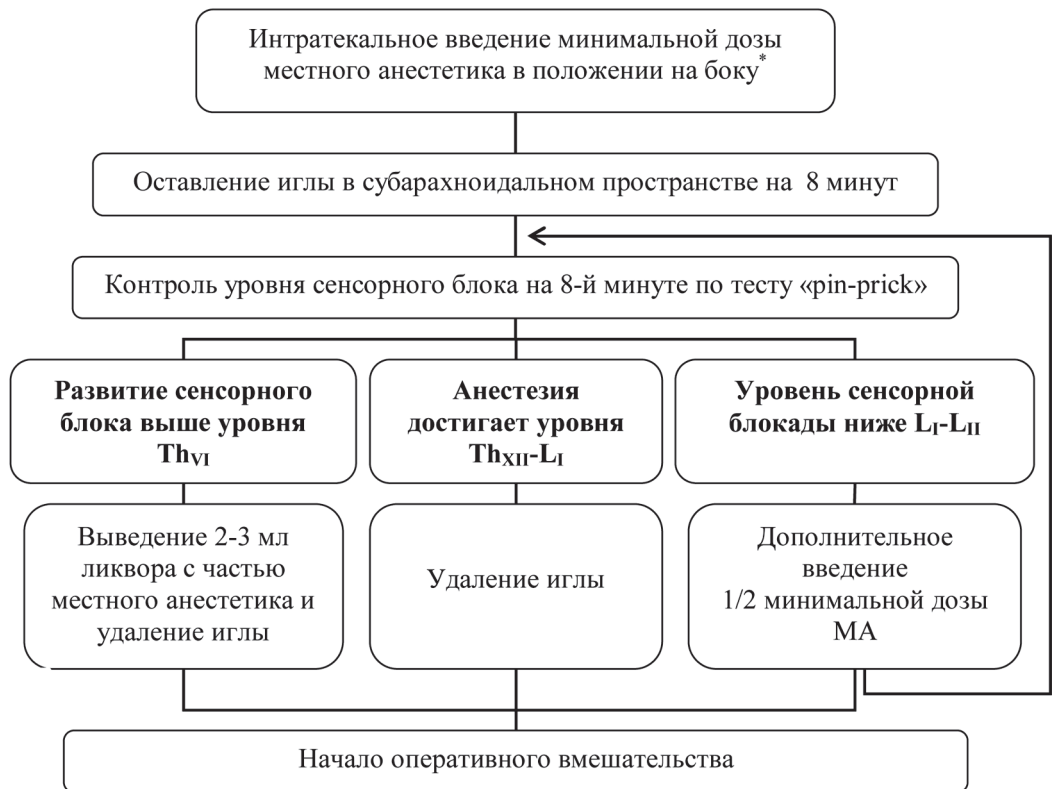 Интратекальное введение минимальной дозы
местного анестетика в положении на боку*
Оставление иглы в субарахноидальном пространстве на 8 минут
Контроль уровня сенсорного блока на 8-й минуте по тесту «pin-prick»
Развитие сенсорного
блока выше уровня
ThVI
Анестезия
достигает уровня
ThXII-LI
Уровень сенсорной
блокады ниже LI-LII
Выведение 2-3 мл
ликвора с частью
местного анестетика и
удаление иглы
Удаление иглы
Дополнительное
введение
1/2 минимальной дозы
МА
Начало оперативного вмешательства